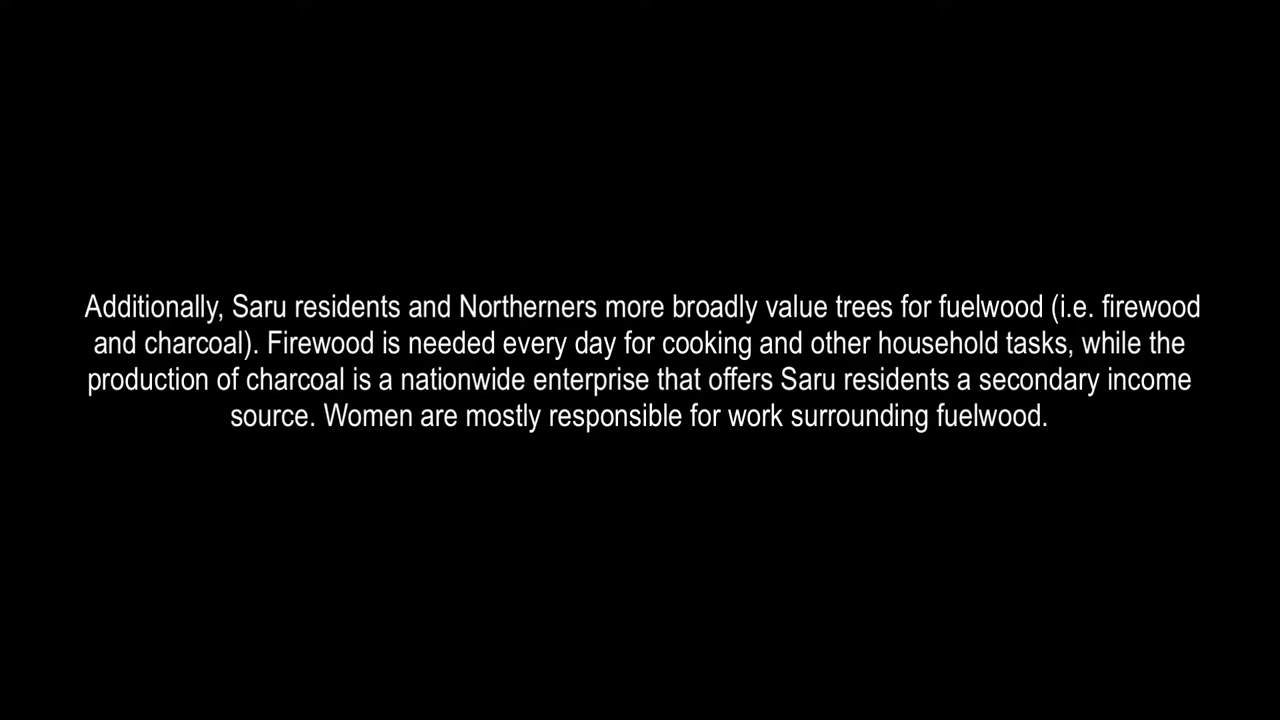 Additionally, Saru residents and Northerners more broadly value trees for fuelwood (i.e. firewood
and charcoal). Firewood is needed every day for cooking and other household tasks, while the
production of charcoal is a nationwide enterprise that offers Saru residents a secondary income
source. Women are mostly responsible for work surrounding fuelwood.